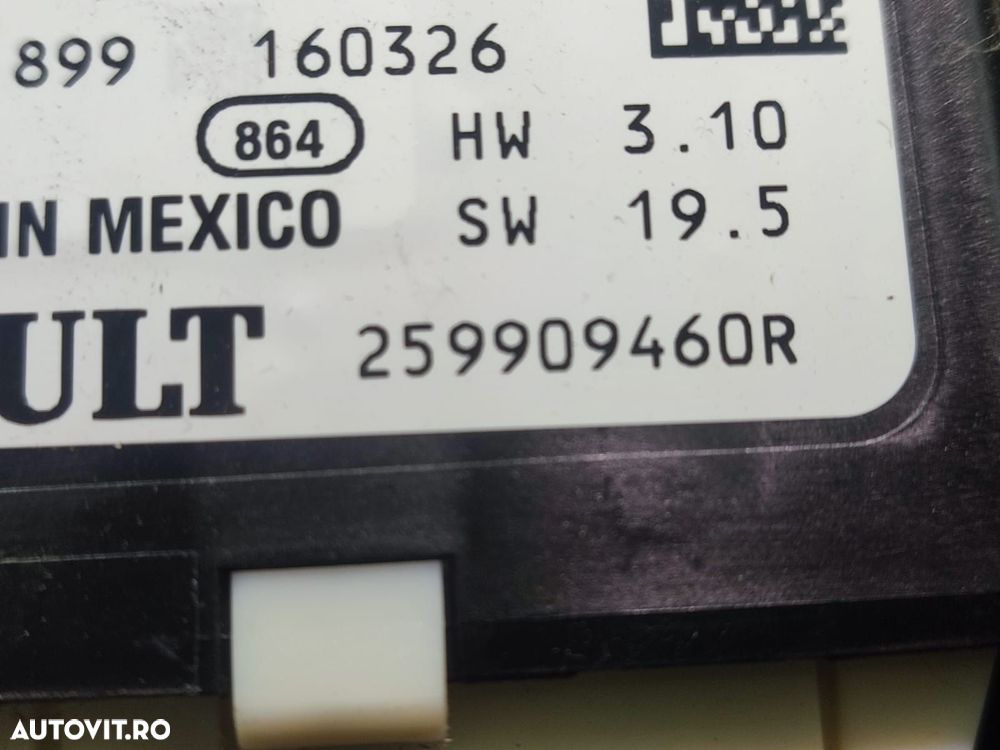 899 160326
864 HW 3.10
IN MEXICO SW 19.5
ULT 259909460R
AUTOVIT.RO